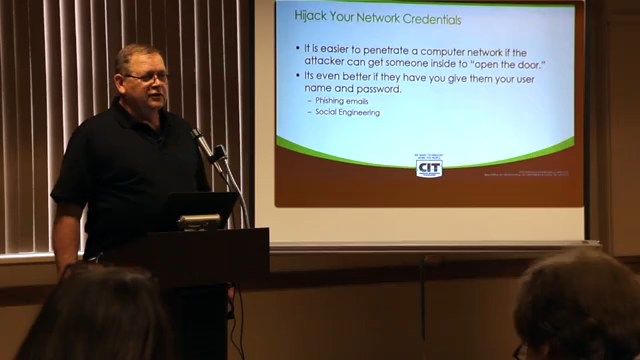 Hijack Your Network Credentials
• It is easier to penetrate a computer network if the
attacker can get someone inside to “open the door.”
• Its even better if they have you give them your user
name and password.
– Phishing emails
– Social Engineering
CIT